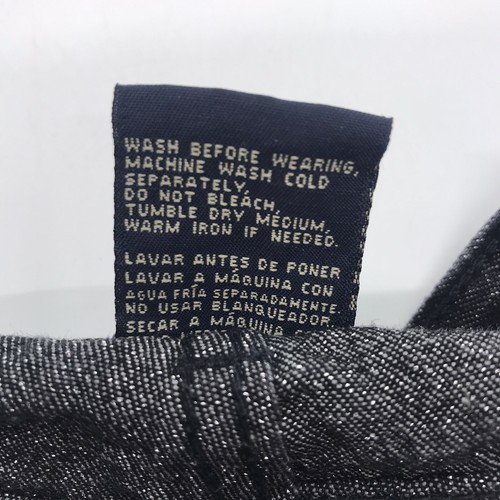 WASH BEFORE WEARING,
MACHINE WASH COLD
SEPARATELY,
DO NOT BLEACH,
TUMBLE DRY MEDIUM,
WARM IRON IF NEEDED.
LAVAR ANTES DE PONER
LAVAR A MÁQUINA CON
AGUA FRÍA SEPARADAMENTE.
NO USAR BLANQUEADOR
SECAR A MÁQUINA